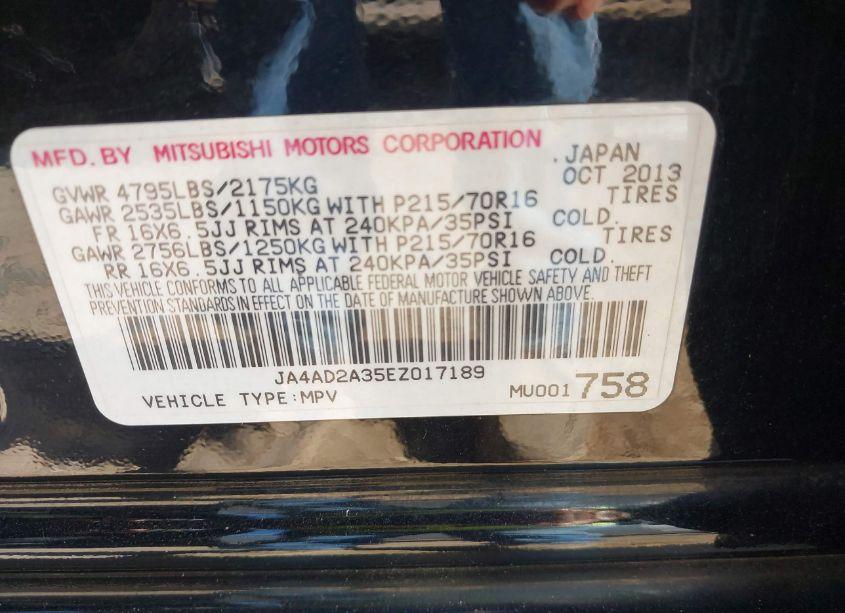 MFD. BY MITSUBISHI MOTORS CORPORATION . JAPAN
GVWR 4795LBS/2175KG OCT 2013
GAWR 2535LBS/1150KG WITH P215/70R16 TIRES
FR 16X6.5JJ RIMS AT 240KPA/35PSI COLD.
GAWR 2756LBS/1250KG WITH P215/70R16 TIRES
RR 16X6.5JJ RIMS AT 240KPA/35PSI COLD.
THIS VEHICLE CONFORMS TO ALL APPLICABLE FEDERAL MOTOR VEHICLE SAFETY AND THEFT
PREVENTION STANDARDS IN EFFECT ON THE DATE OF MANUFACTURE SHOWN ABOVE.
JA4AD2A35EZ017189
VEHICLE TYPE:MPV MU001 758